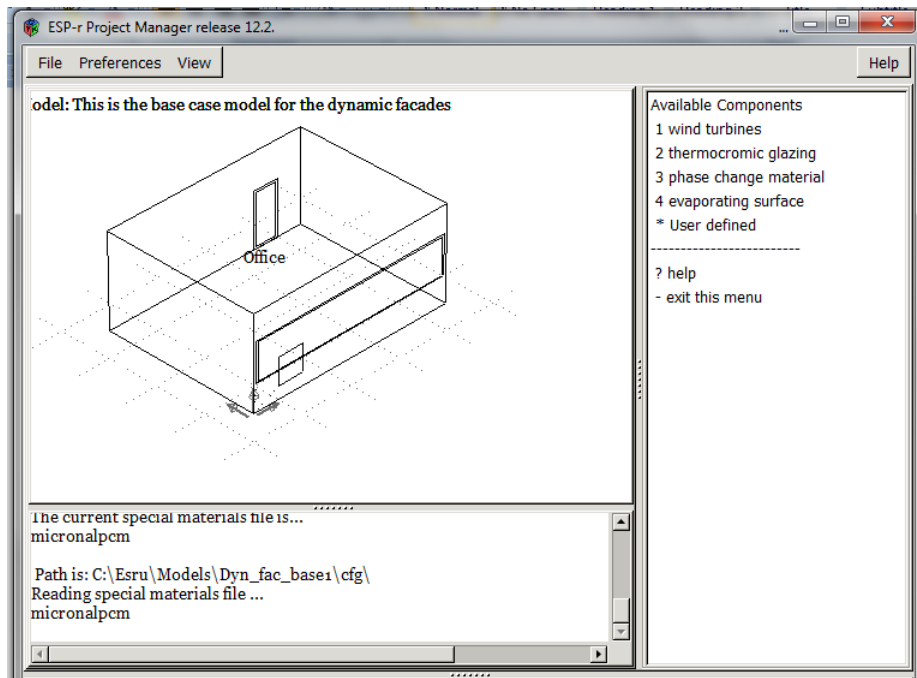 ESP-r Project Manager release 12.2.
...
File Preferences View
Help
odel: This is the base case model for the dynamic facades
Office
Available Components
1 wind turbines
2 thermocromic glazing
3 phase change material
4 evaporating surface
* User defined
-------------------------
? help
- exit this menu
The current special materials file is...
micronalpcm
Path is: C:\Esru\Models\Dyn_fac_base1\cfg\
Reading special materials file ...
micronalpcm